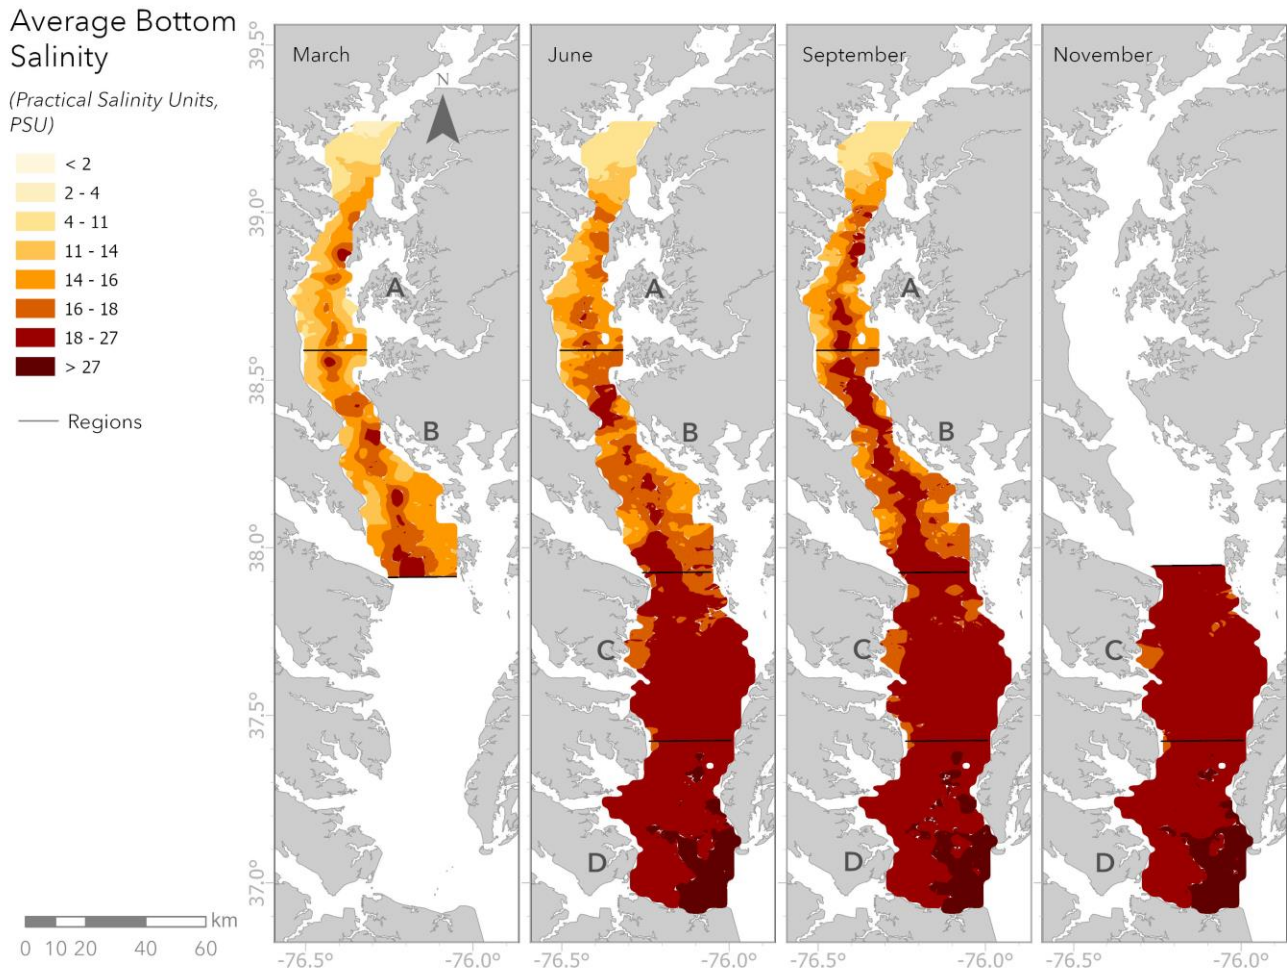 Average Bottom
Salinity
(Practical Salinity Units,
PSU)
< 2
2 - 4
4 - 11
11 - 14
14 - 16
16 - 18
18 - 27
> 27
Regions
km
0 10 20 40 60
39.5°
39.0°
38.5°
38.0°
37.5°
37.0°
March
N
A
B
-76.5° -76.0°
June
A
B
C
D
-76.5° -76.0°
September
A
B
C
D
-76.5° -76.0°
November
C
D
-76.5° -76.0°